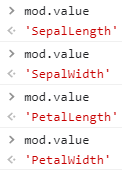 > mod.value
< 'SepalLength'
> mod.value
< 'SepalWidth'
> mod.value
< 'PetalLength'
> mod.value
< 'PetalWidth'